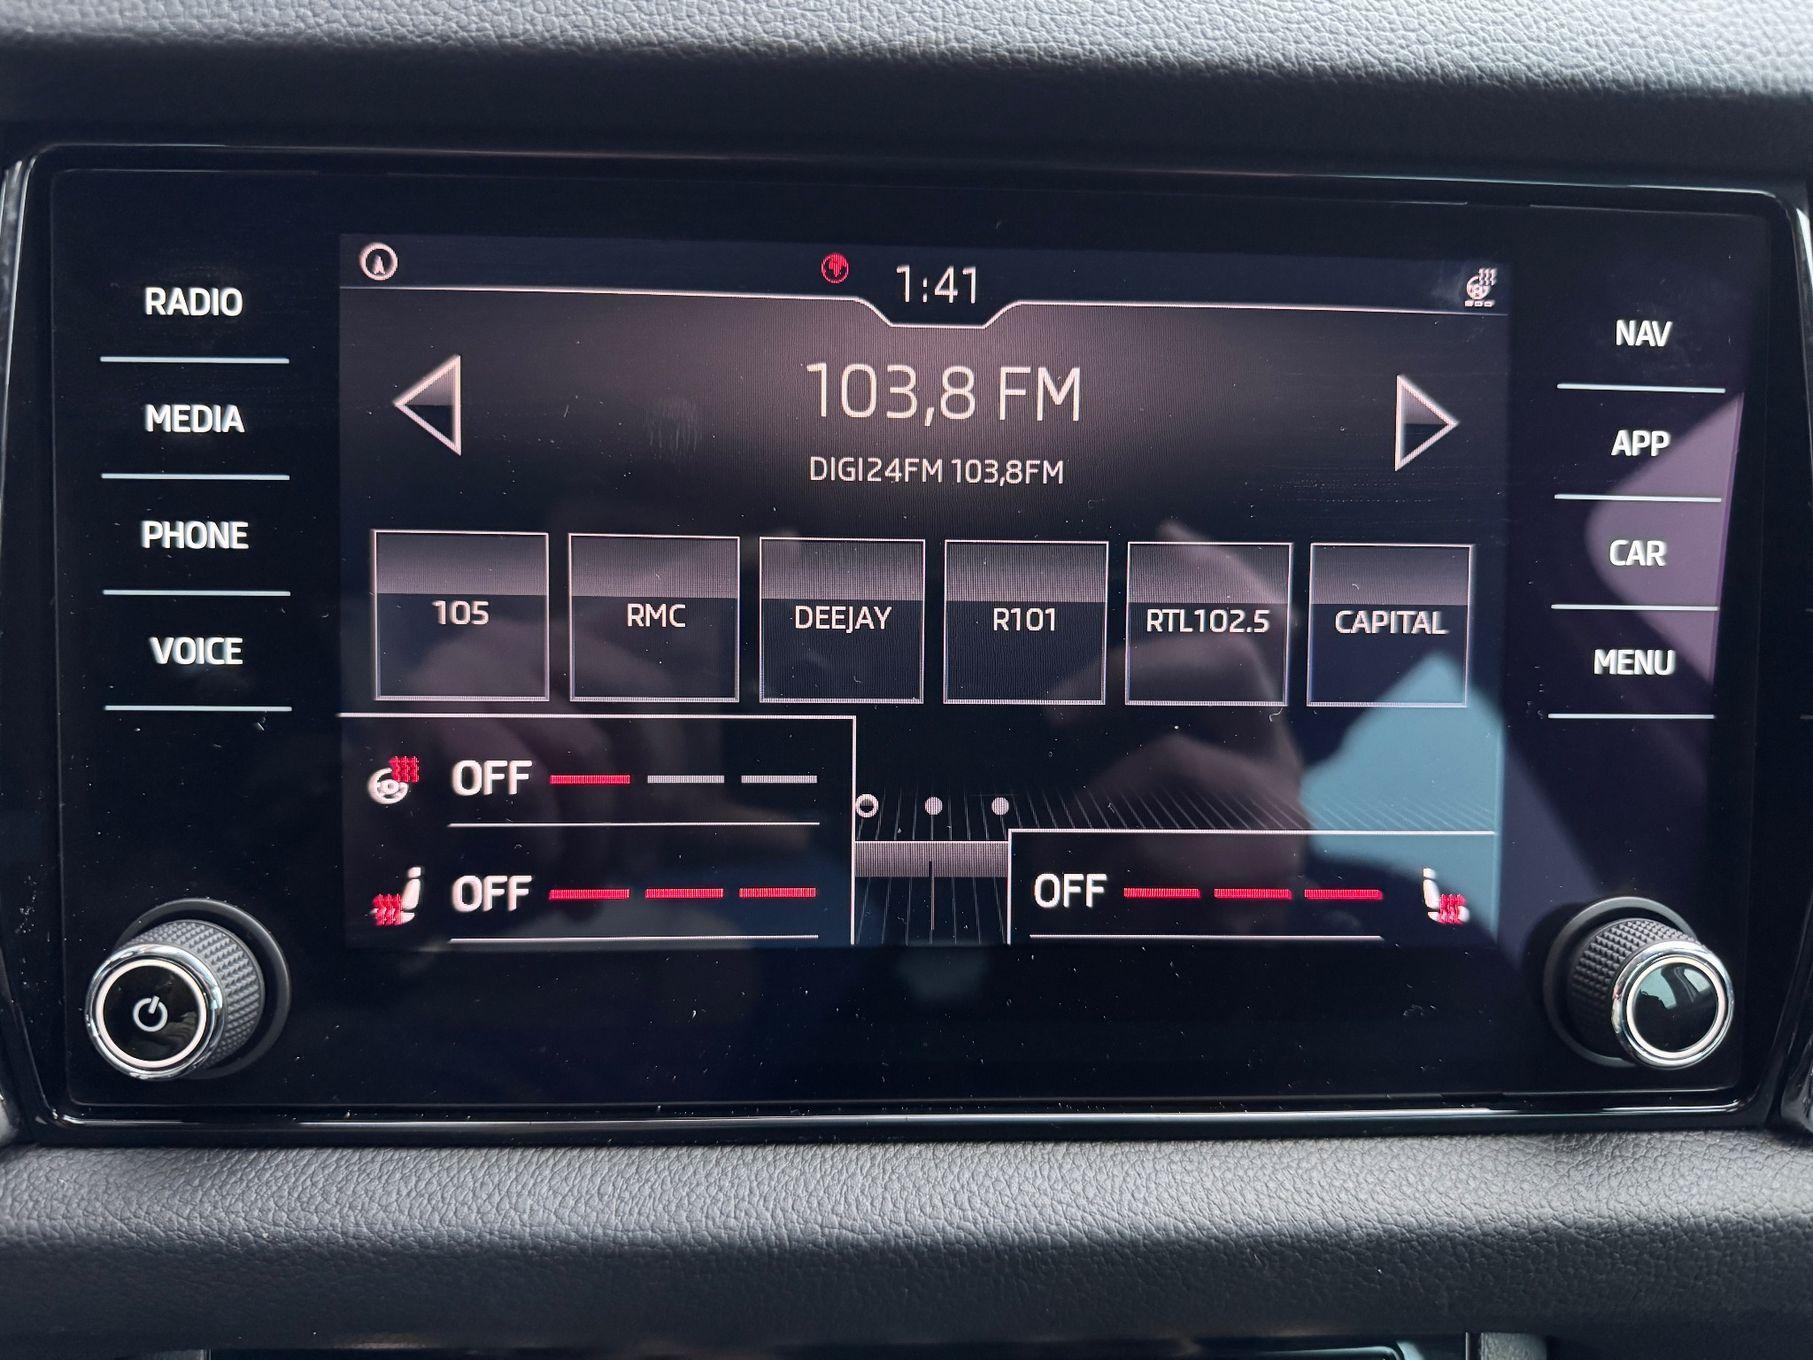 RADIO
MEDIA
PHONE
VOICE
1:41
103,8 FM
DIGI24FM 103,8FM
105
RMC
DEEJAY
R101
RTL102.5
CAPITAL
OFF
OFF
OFF
NAV
APP
CAR
MENU